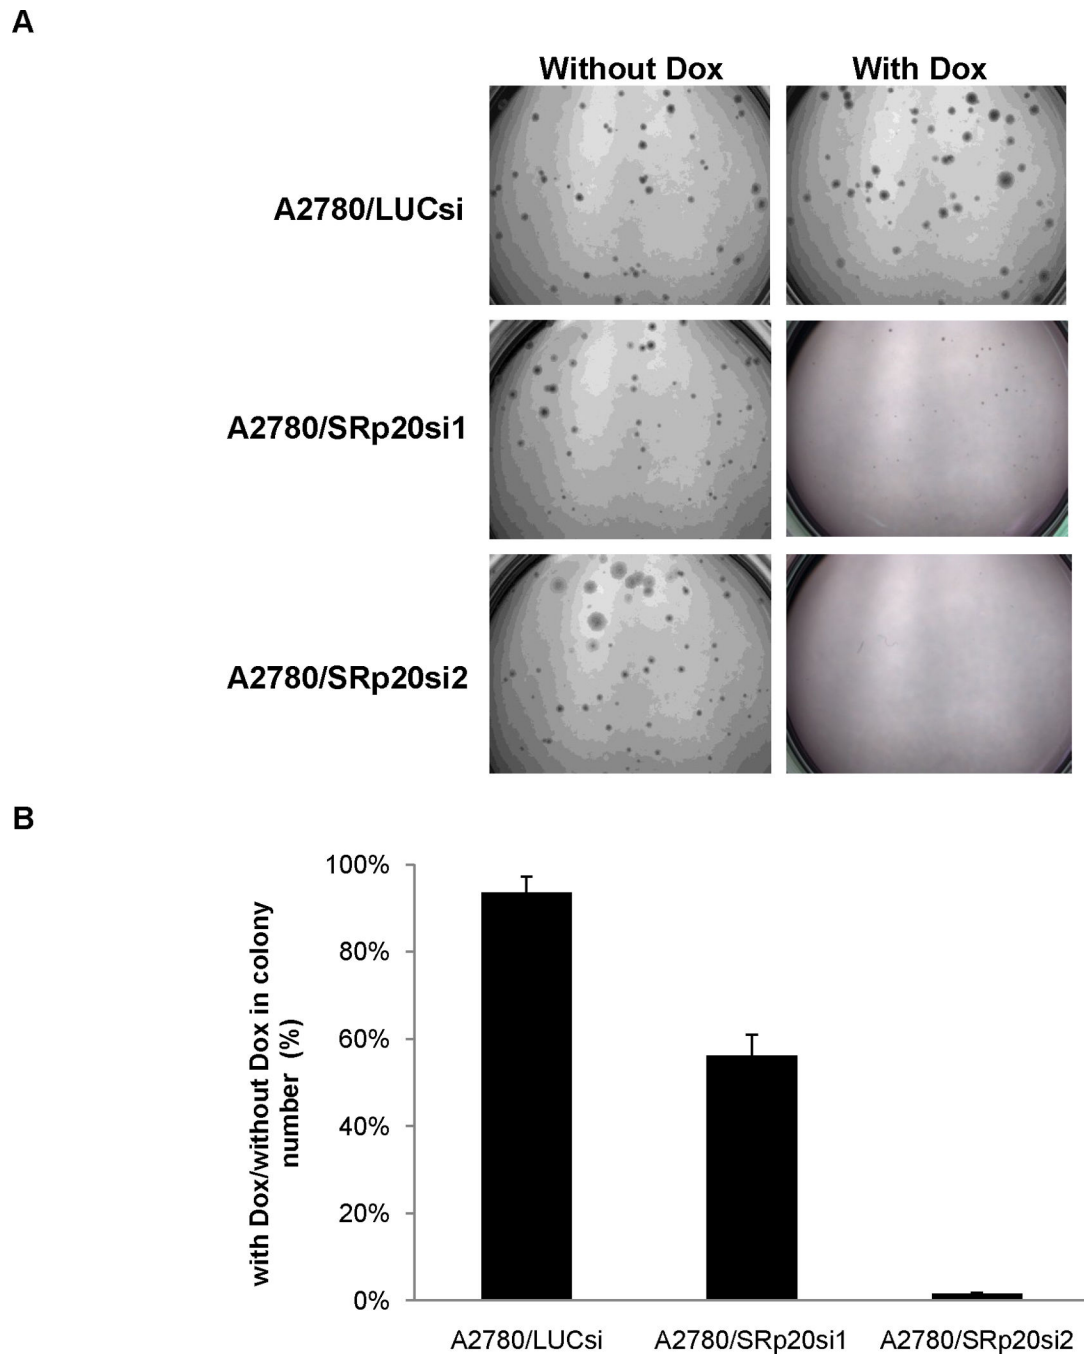 A
Without Dox
With Dox
A2780/LUCsi
A2780/SRp20si1
A2780/SRp20si2
B
with Dox/without Dox in colony
number (%)
100%
80%
60%
40%
20%
0%
A2780/LUCsi
A2780/SRp20si1
A2780/SRp20si2